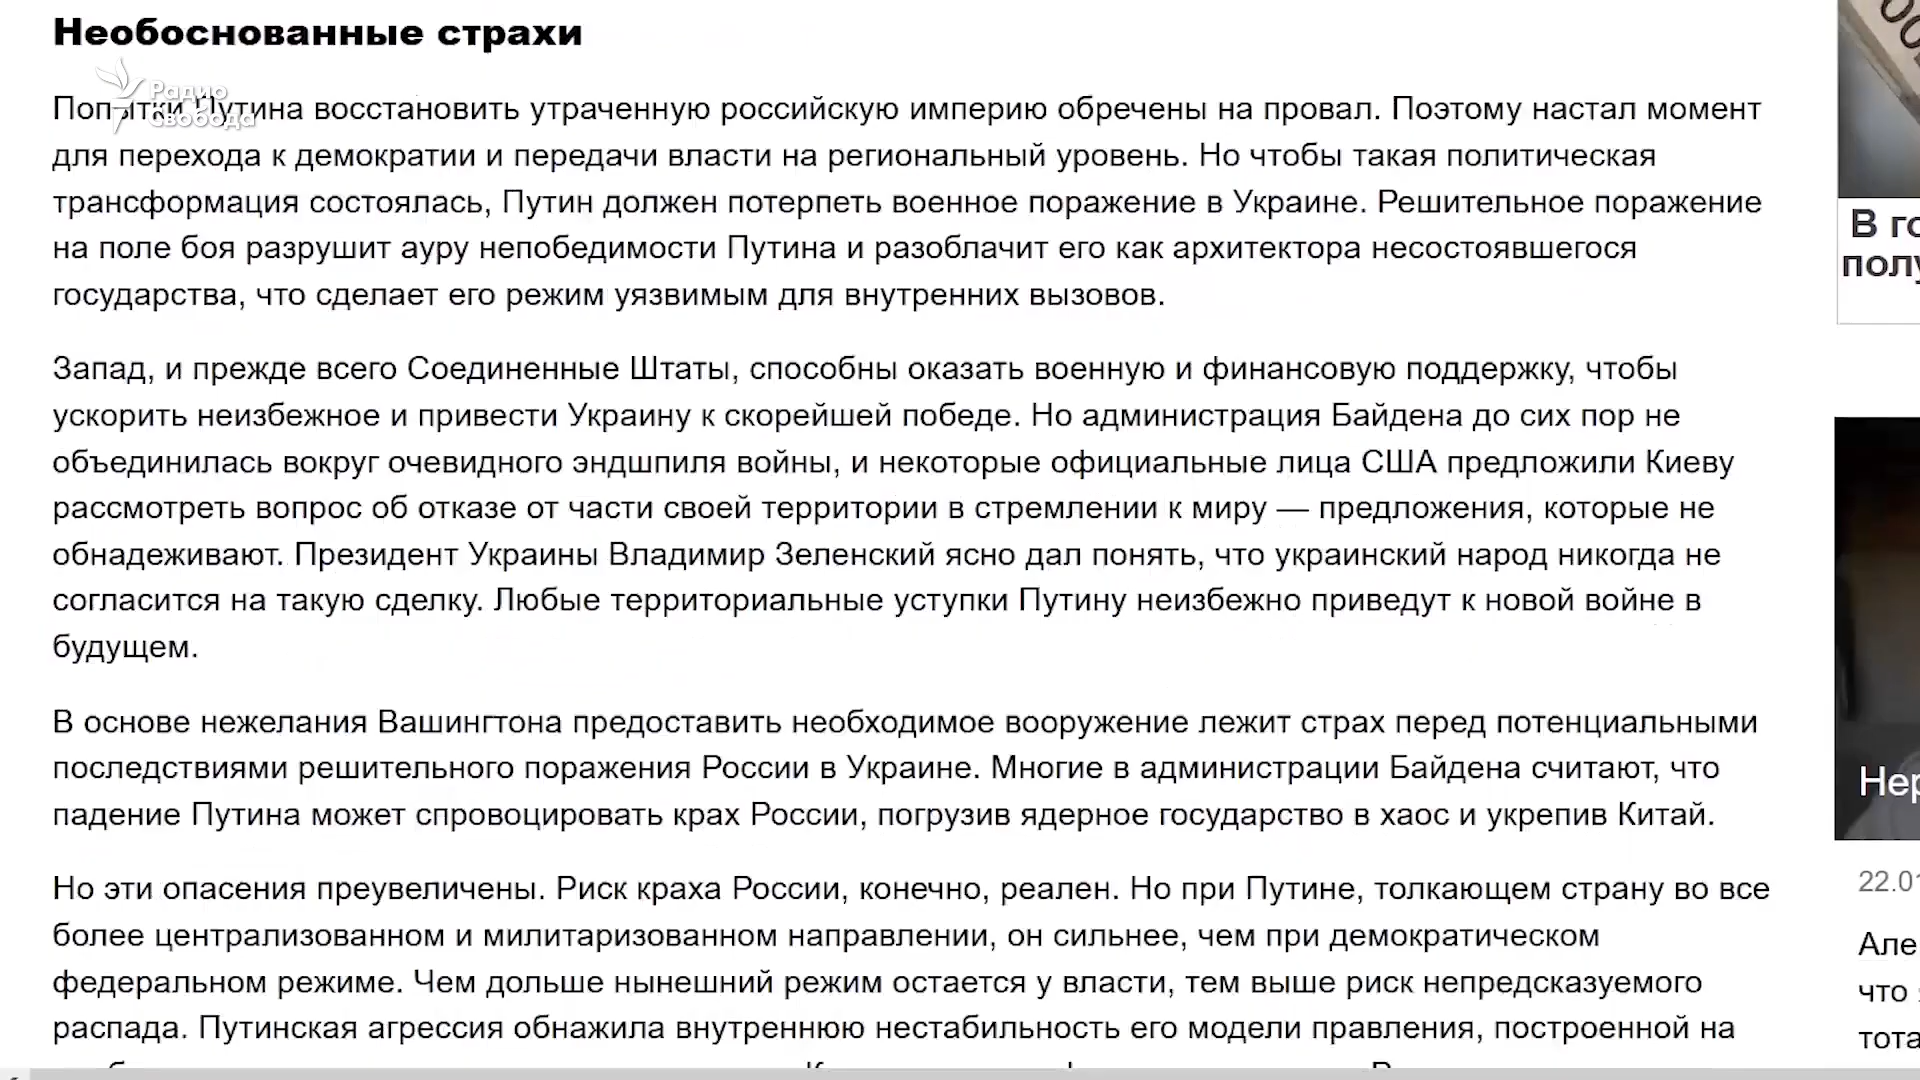 Необоснованные страхи
Радио
Свобода
Попытки Путина восстановить утраченную российскую империю обречены на провал. Поэтому настал момент
для перехода к демократии и передачи власти на региональный уровень. Но чтобы такая политическая
трансформация состоялась, Путин должен потерпеть военное поражение в Украине. Решительное поражение
на поле боя разрушит ауру непобедимости Путина и разоблачит его как архитектора несостоявшегося
государства, что сделает его режим уязвимым для внутренних вызовов.
Запад, и прежде всего Соединенные Штаты, способны оказать военную и финансовую поддержку, чтобы
ускорить неизбежное и привести Украину к скорейшей победе. Но администрация Байдена до сих пор не
объединилась вокруг очевидного эндшпиля войны, и некоторые официальные лица США предложили Киеву
рассмотреть вопрос об отказе от части своей территории в стремлении к миру — предложения, которые не
обнадеживают. Президент Украины Владимир Зеленский ясно дал понять, что украинский народ никогда не
согласится на такую сделку. Любые территориальные уступки Путину неизбежно приведут к новой войне в
будущем.
В основе нежелания Вашингтона предоставить необходимое вооружение лежит страх перед потенциальными
последствиями решительного поражения России в Украине. Многие в администрации Байдена считают, что
падение Путина может спровоцировать крах России, погрузив ядерное государство в хаос и укрепив Китай.
Но эти опасения преувеличены. Риск краха России, конечно, реален. Но при Путине, толкающем страну во все
более централизованном и милитаризованном направлении, он сильнее, чем при демократическом
федеральном режиме. Чем дольше нынешний режим остается у власти, тем выше риск непредсказуемого
распада. Путинская агрессия обнажила внутреннюю нестабильность его модели правления, построенной на
В го
полу
Нер
22.01
Але
что
тота